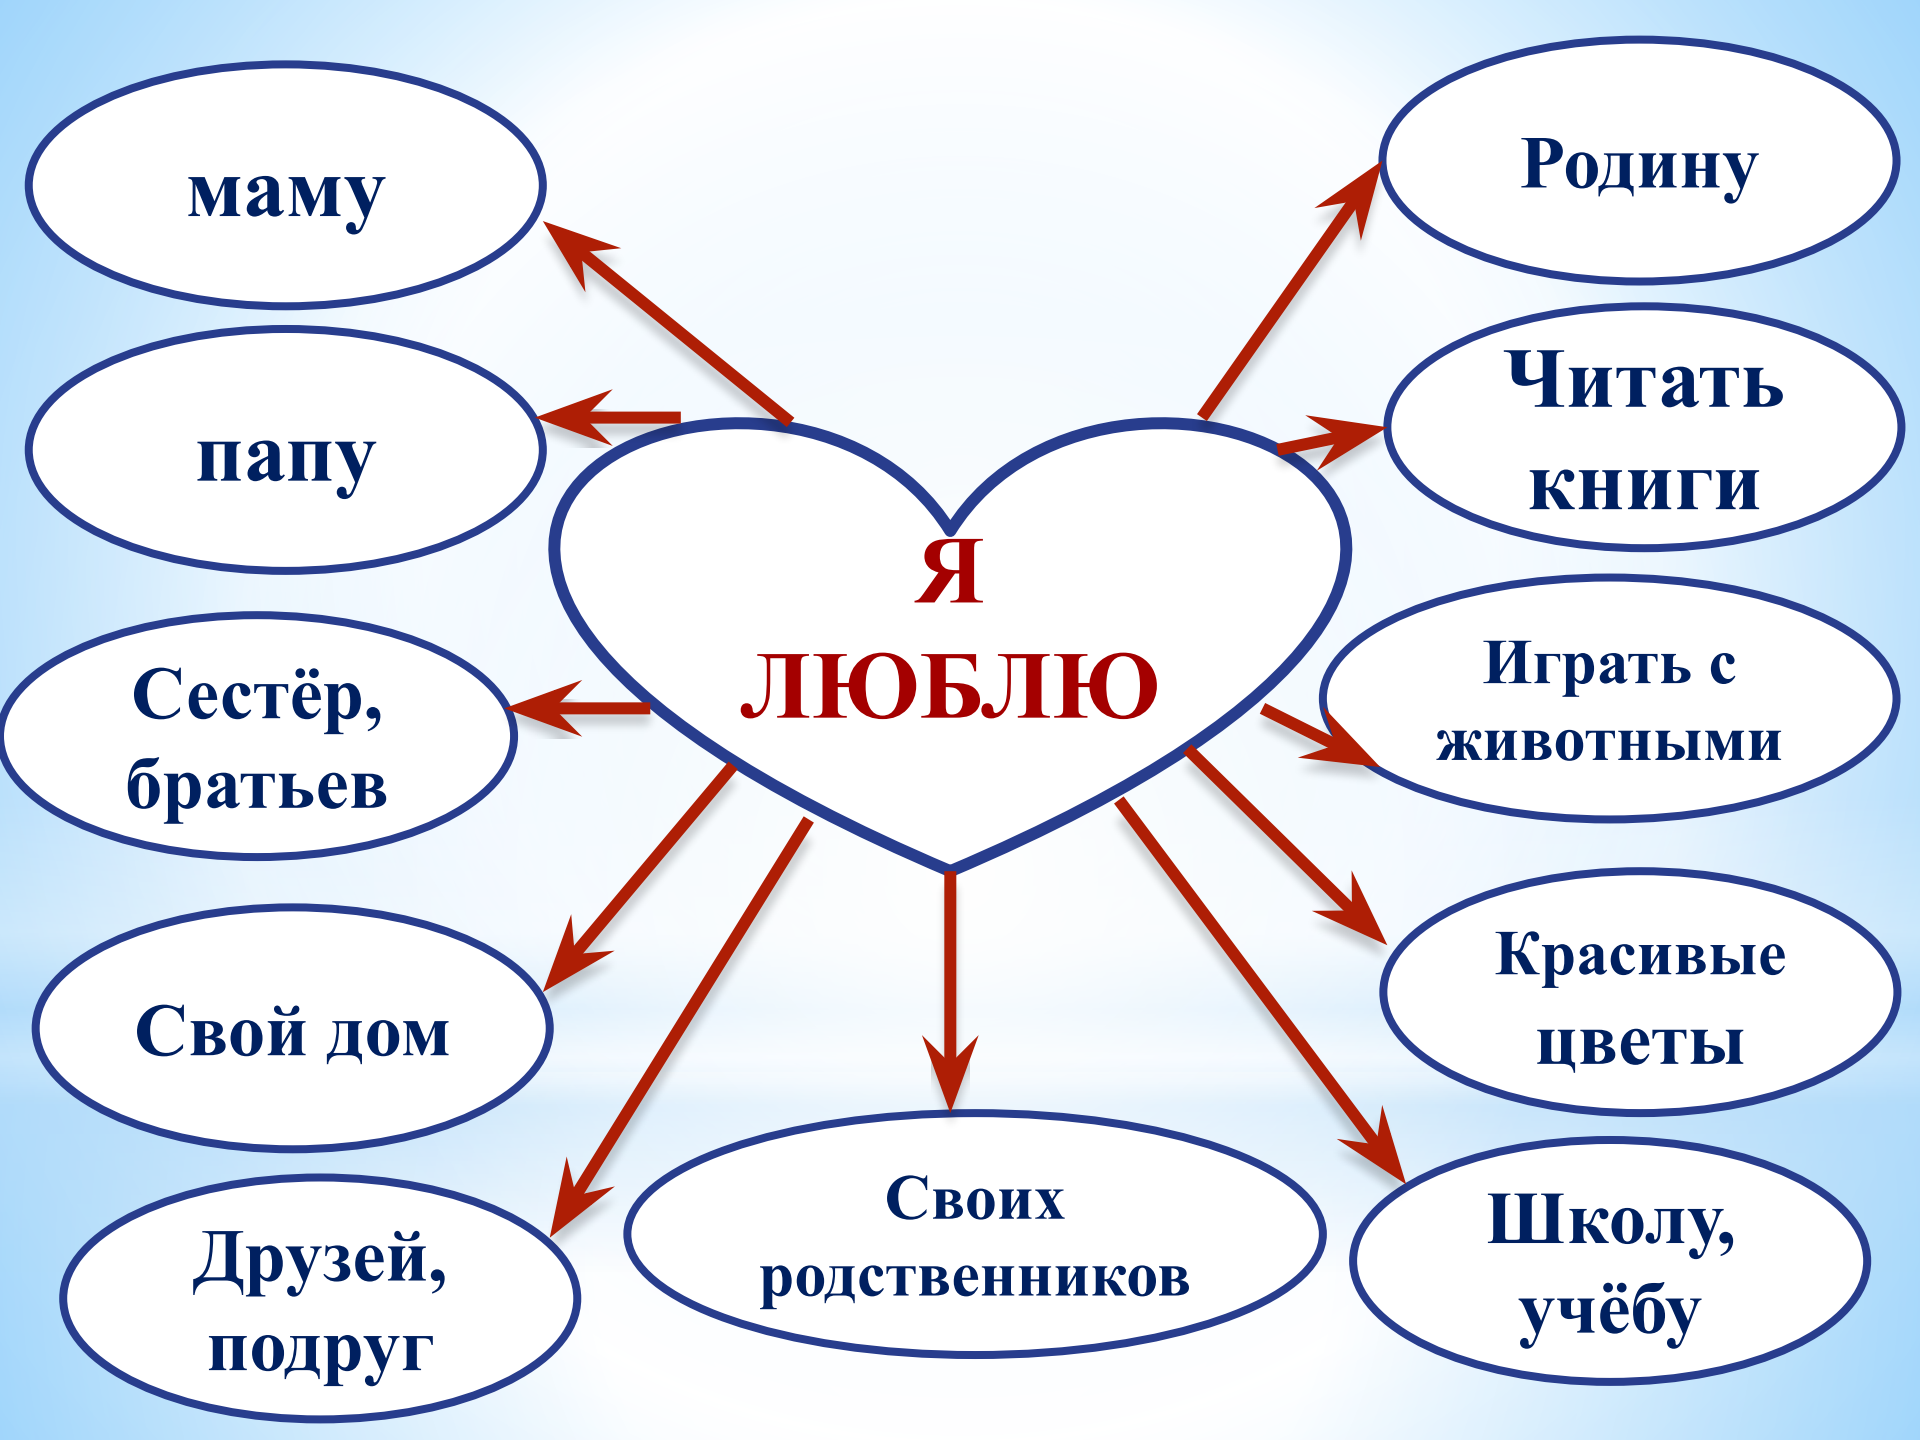 маму
папу
Сестёр,
братьев
Свой дом
Друзей,
подруг
Я
ЛЮБЛЮ
Своих
родственников
Родину
Читать
книги
Играть с
животными
Красивые
цветы
Школу,
учёбу